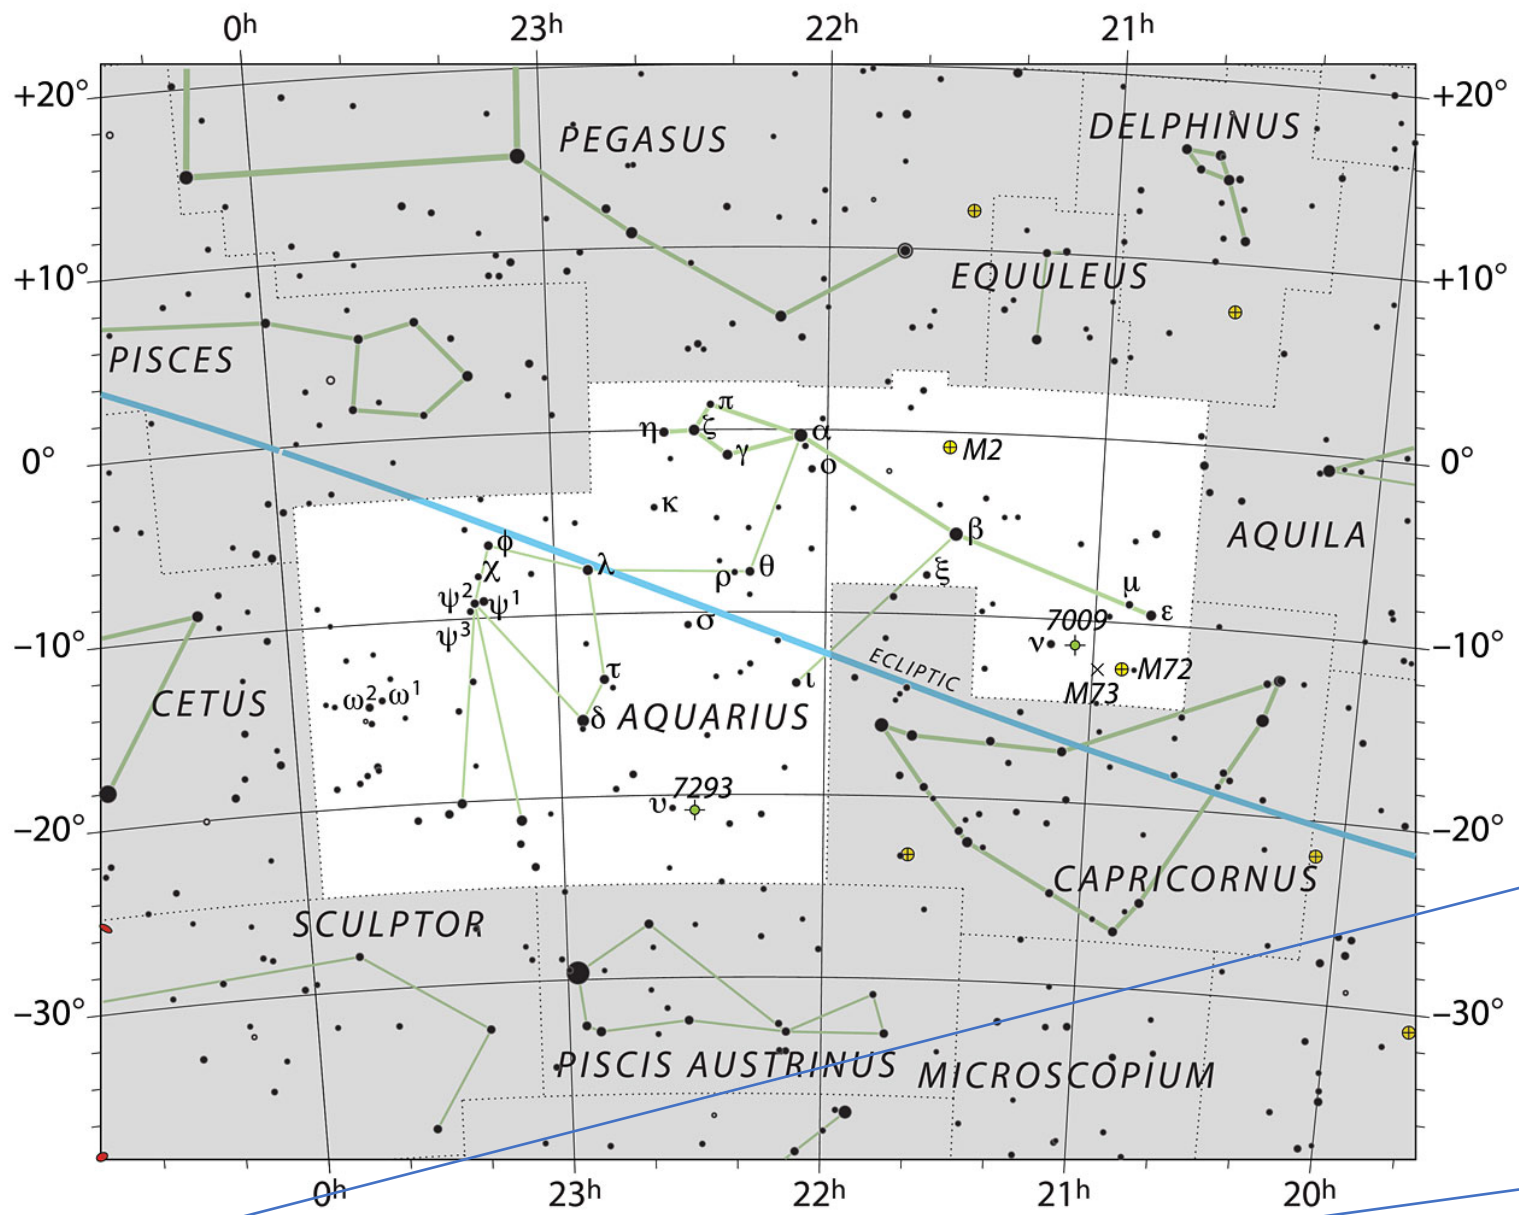 0h 23h 22h 21h
+20° +20°
DELPHINUS
PEGASUS
+10° +10°
EQUULEUS
PISCES
π
η ζ α
γ
M2
0° ο 0°
κ
β AQUILA
ϕ
λ
χ ρ θ ξ
μ
ψ² ψ¹
ε
σ 7009
ψ³
−10° ν −10°
ECLIPTIC
τ ι M72
ω² ω¹ M73
CETUS
δ AQUARIUS
7293
υ
−20° −20°
CAPRICORNUS
SCULPTOR
−30° −30°
PISCIS AUSTRINUS
MICROSCOPIUM
0h 23h 22h 21h 20h